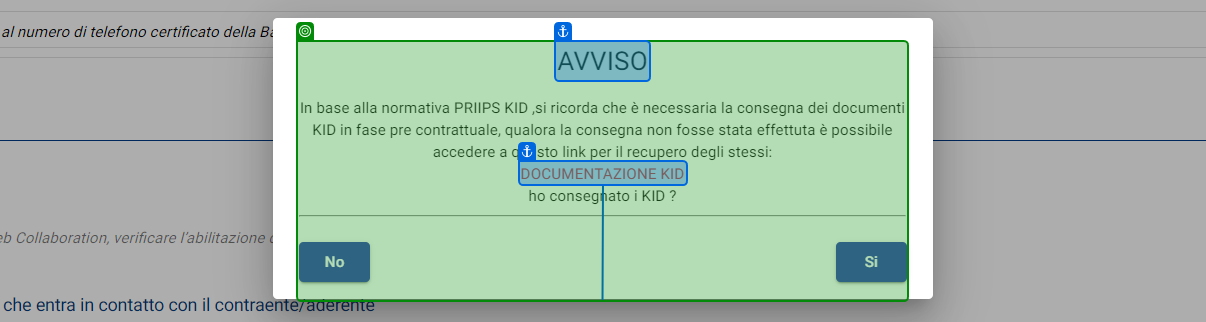 al numero di telefono certificato della Ba
AVVISO
In base alla normativa PRIIPS KID ,si ricorda che è necessaria la consegna dei documenti
KID in fase pre contrattuale, qualora la consegna non fosse stata effettuata è possibile
accedere a questo link per il recupero degli stessi:
DOCUMENTAZIONE KID
ho consegnato i KID ?
eb Collaboration, verificare l'abilitazione
No
Si
che entra in contatto con il contraente/aderente